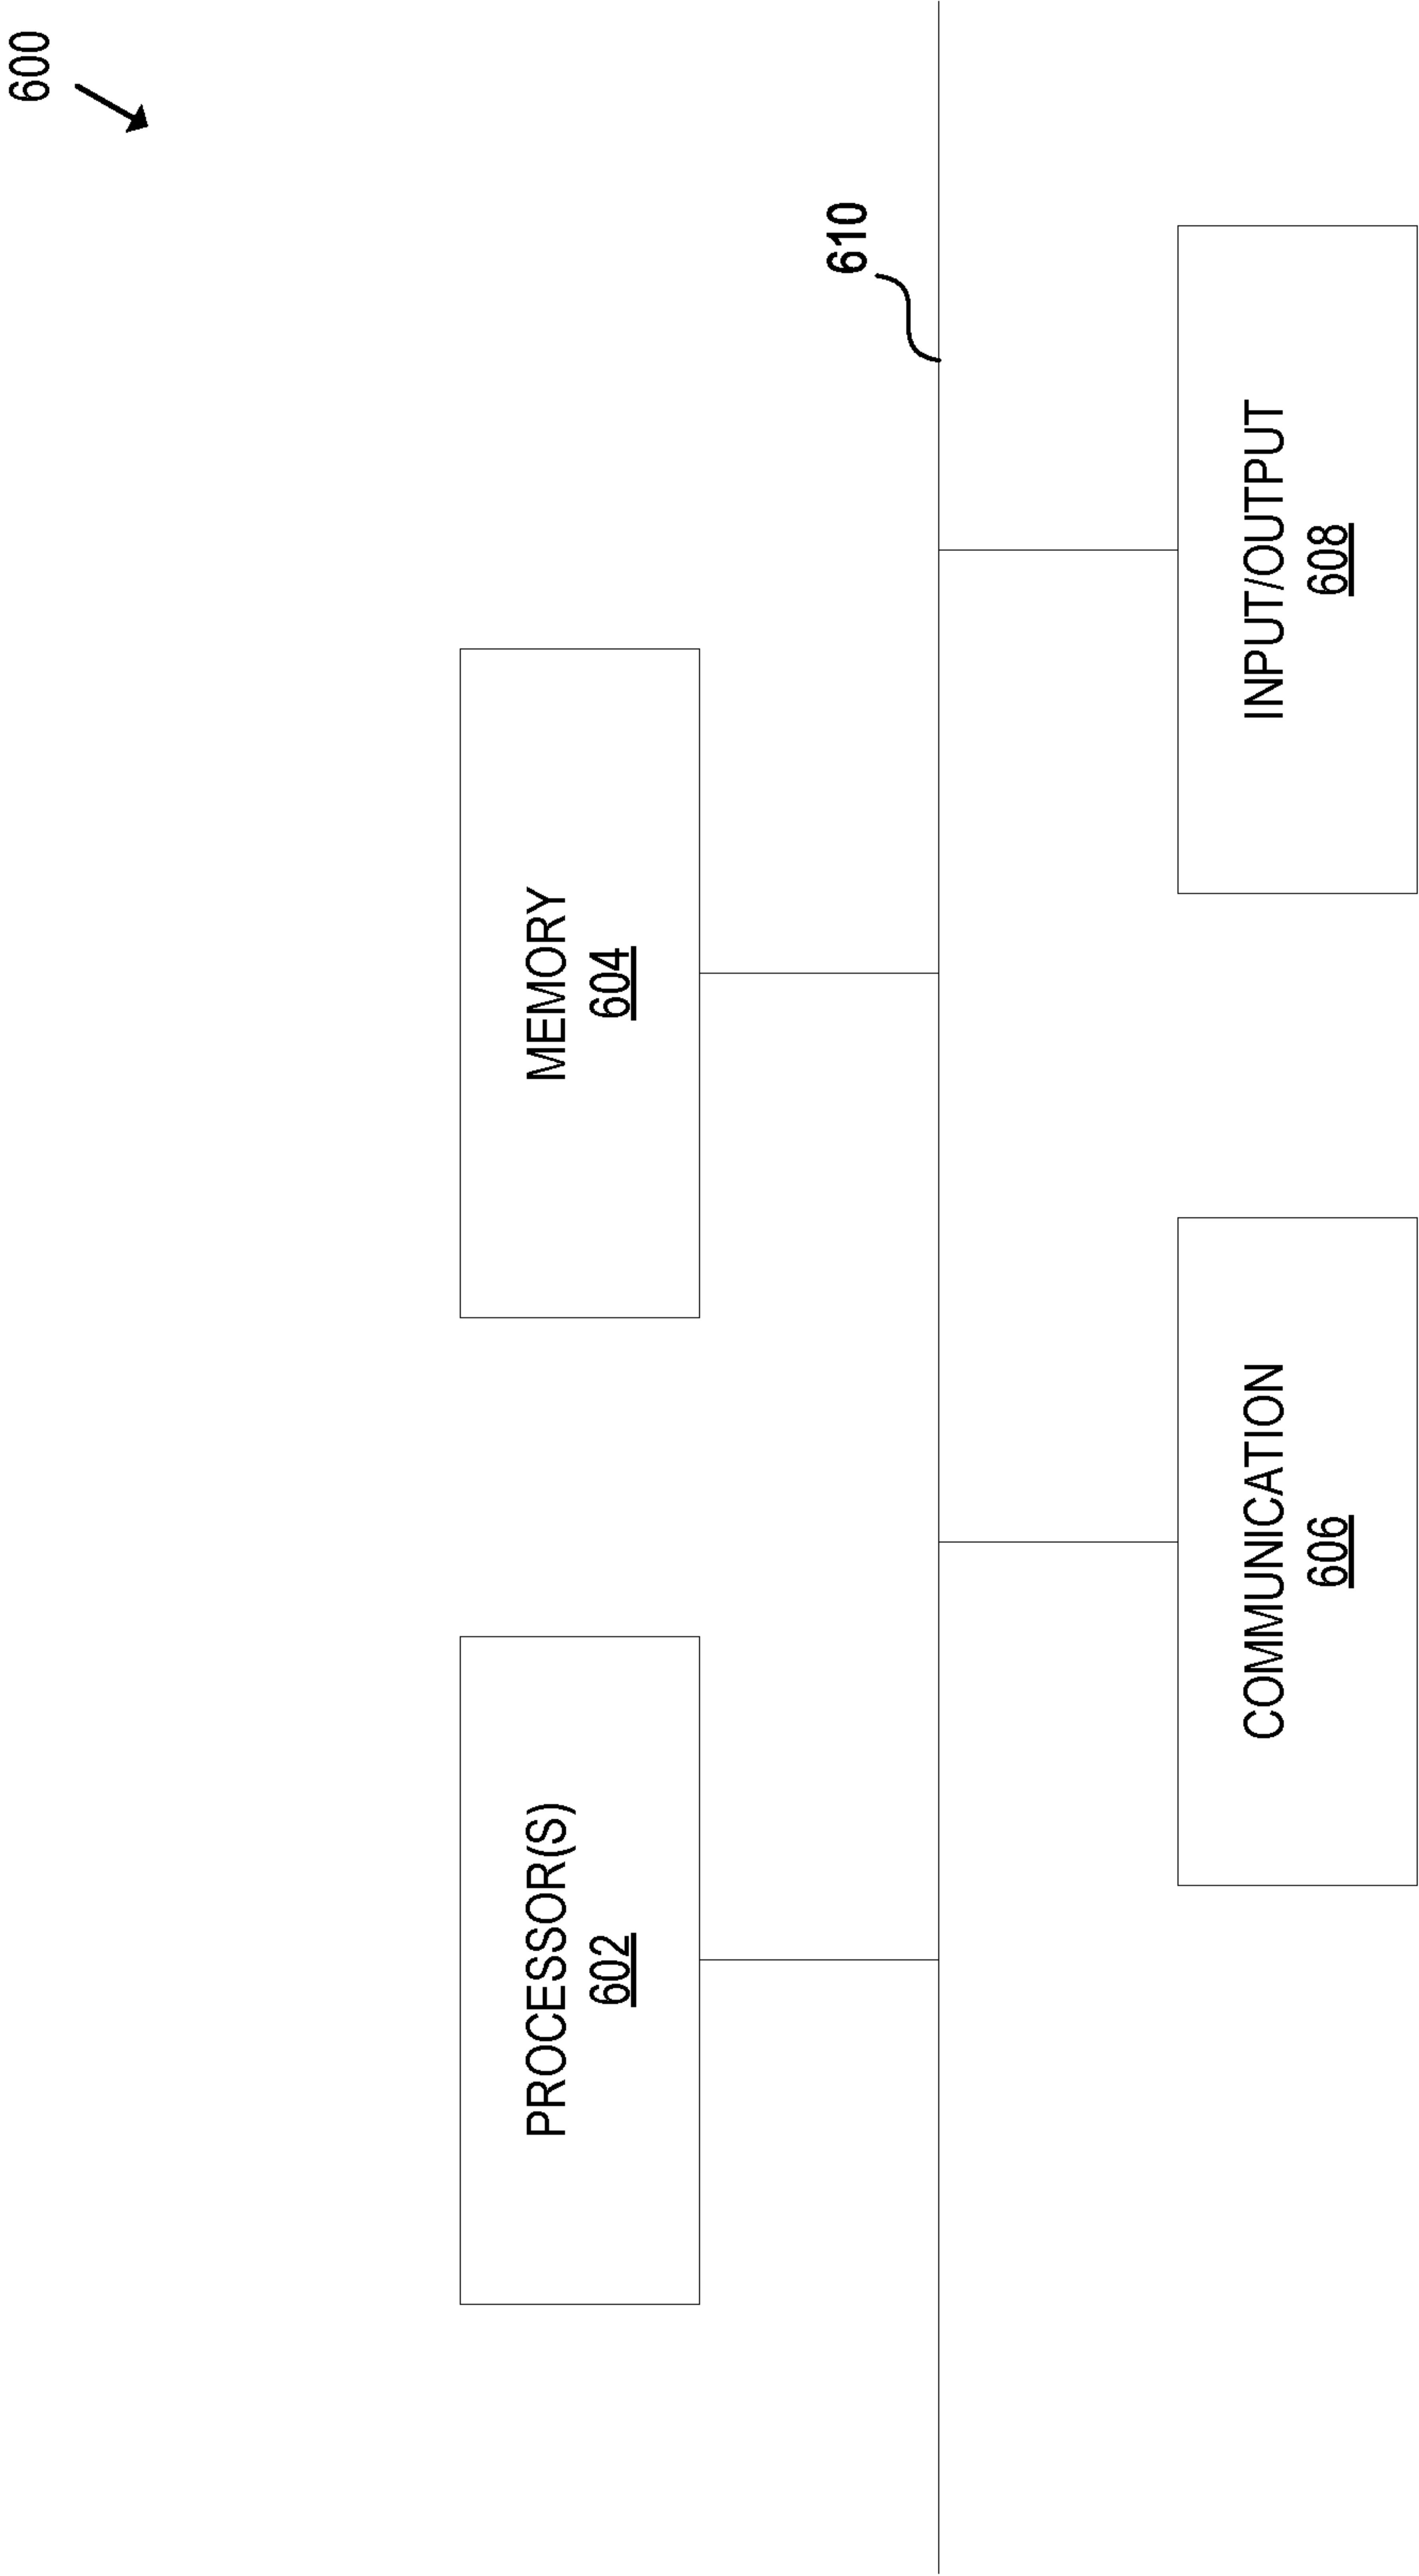 600
PROCESSOR(S)
602
MEMORY
604
610
COMMUNICATION
606
INPUT/OUTPUT
608